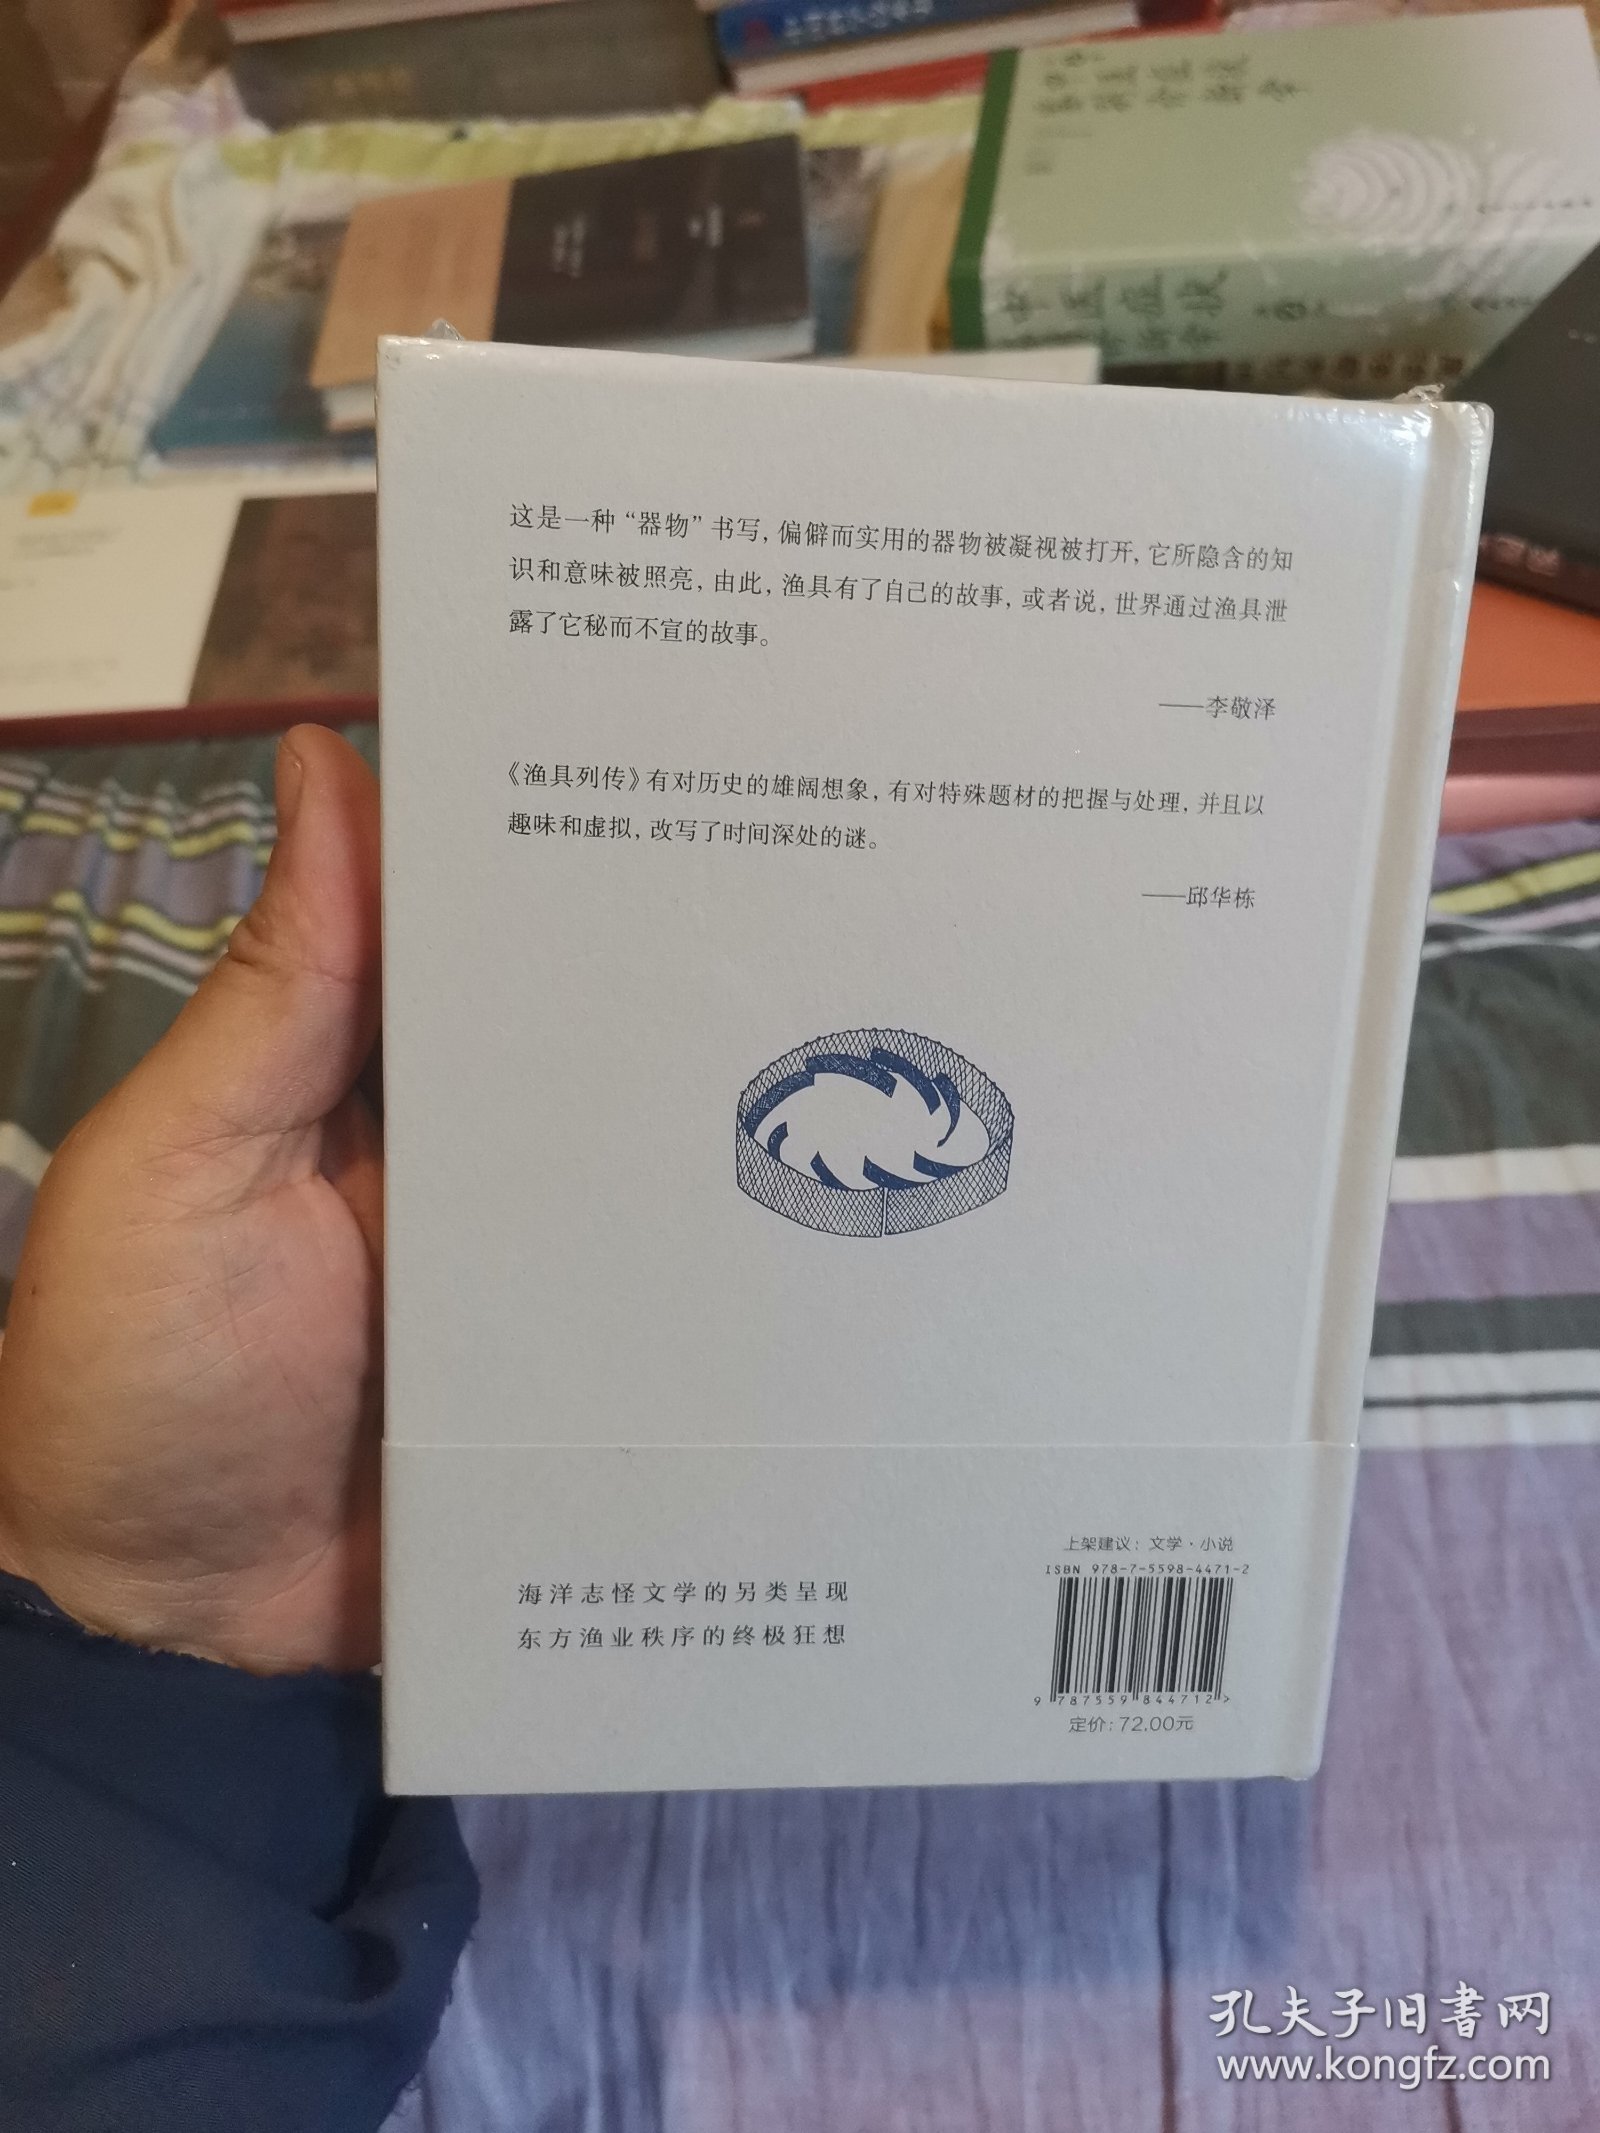 这是一种“器物”书写，偏僻而实用的器物被凝视被打开，它所隐含的知
识和意味被照亮，由此，渔具有了自己的故事，或者说，世界通过渔具泄
露了它秘而不宣的故事。
——李敬泽
《渔具列传》有对历史的雄阔想象，有对特殊题材的把握与处理，并且以
趣味和虚拟，改写了时间深处的谜。
——邱华栋
海洋志怪文学的另类呈现
东方渔业秩序的终极狂想
上架建议：文学·小说
ISBN 978-7-5598-4471-2
9 787559 844712 >
定价：72.00元
孔夫子旧书网
www.kongfz.com